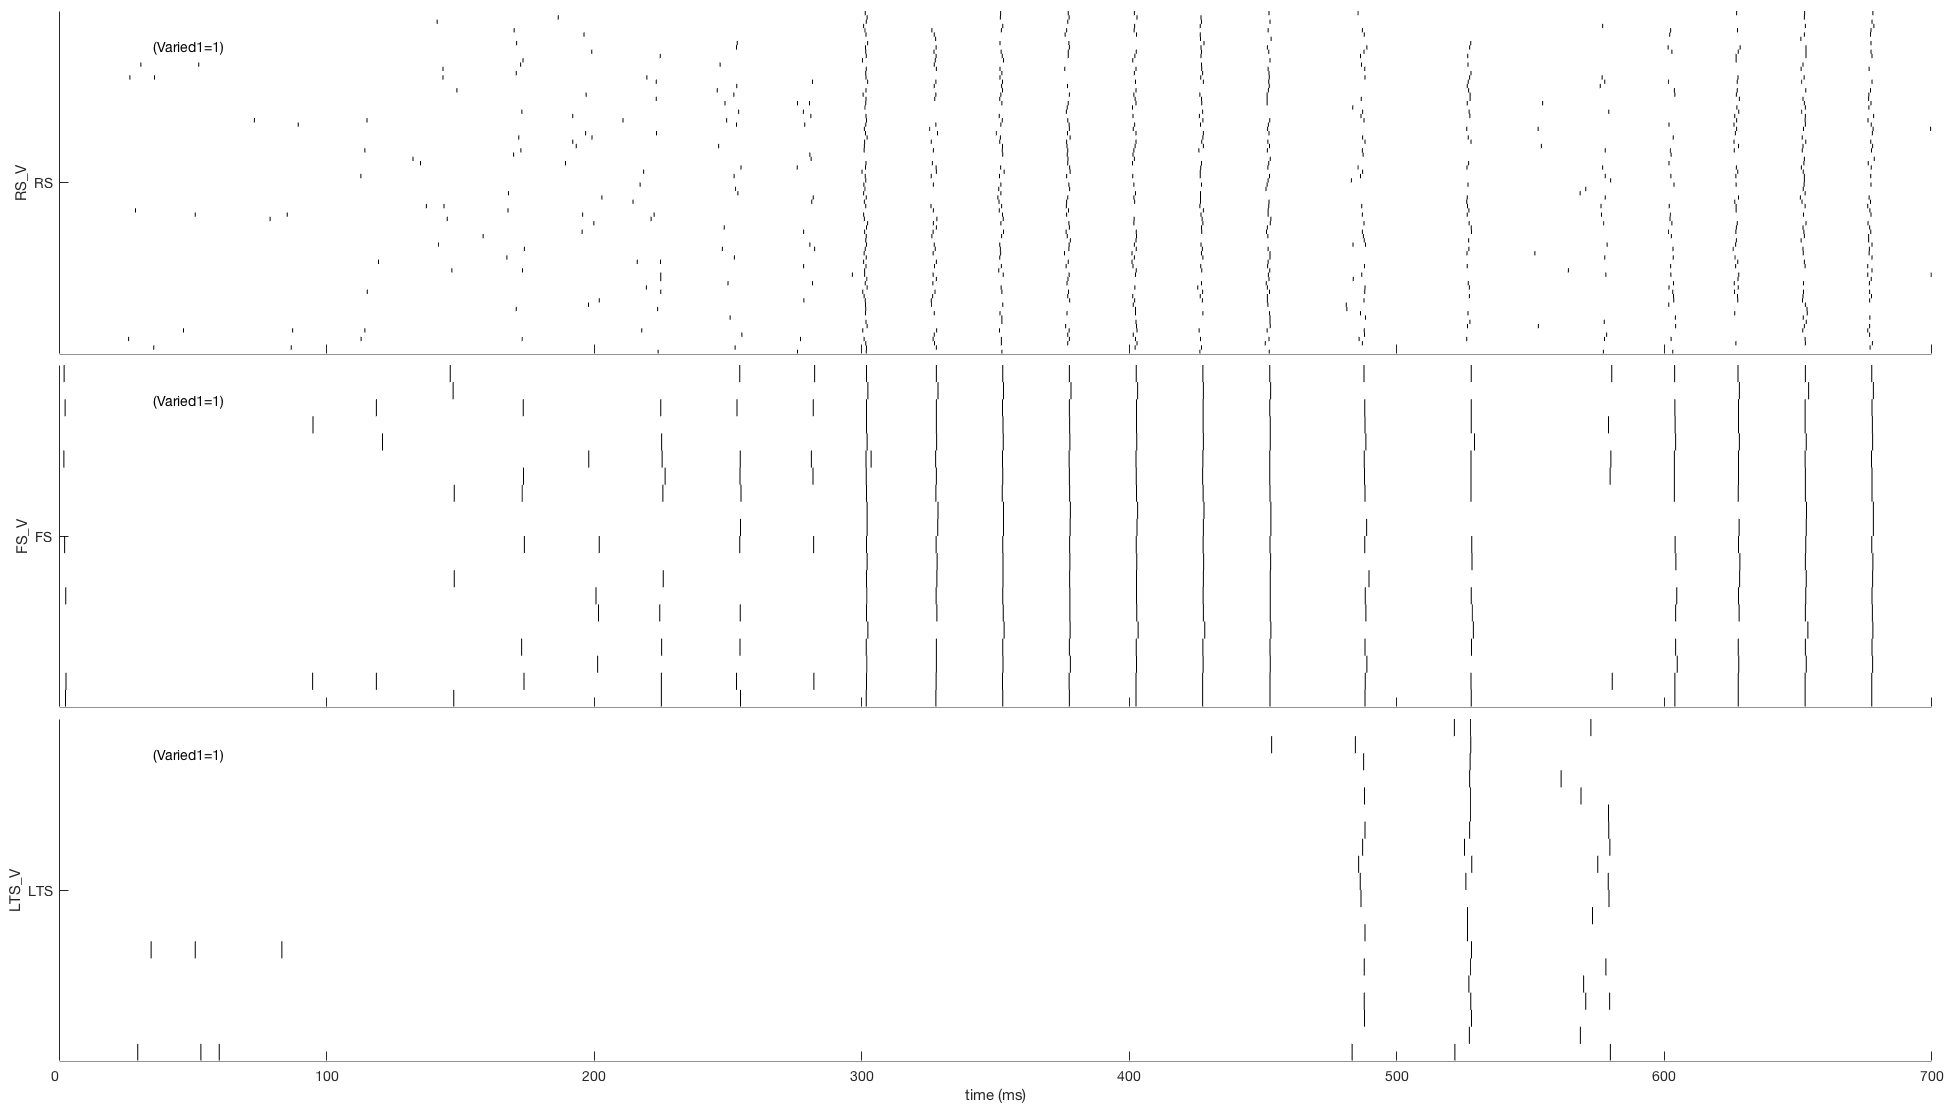 (Varied1=1)
RS_V
RS
(Varied1=1)
FS_V
FS
(Varied1=1)
LTS_V
LTS
0 100 200 300 400 500 600 700
time (ms)